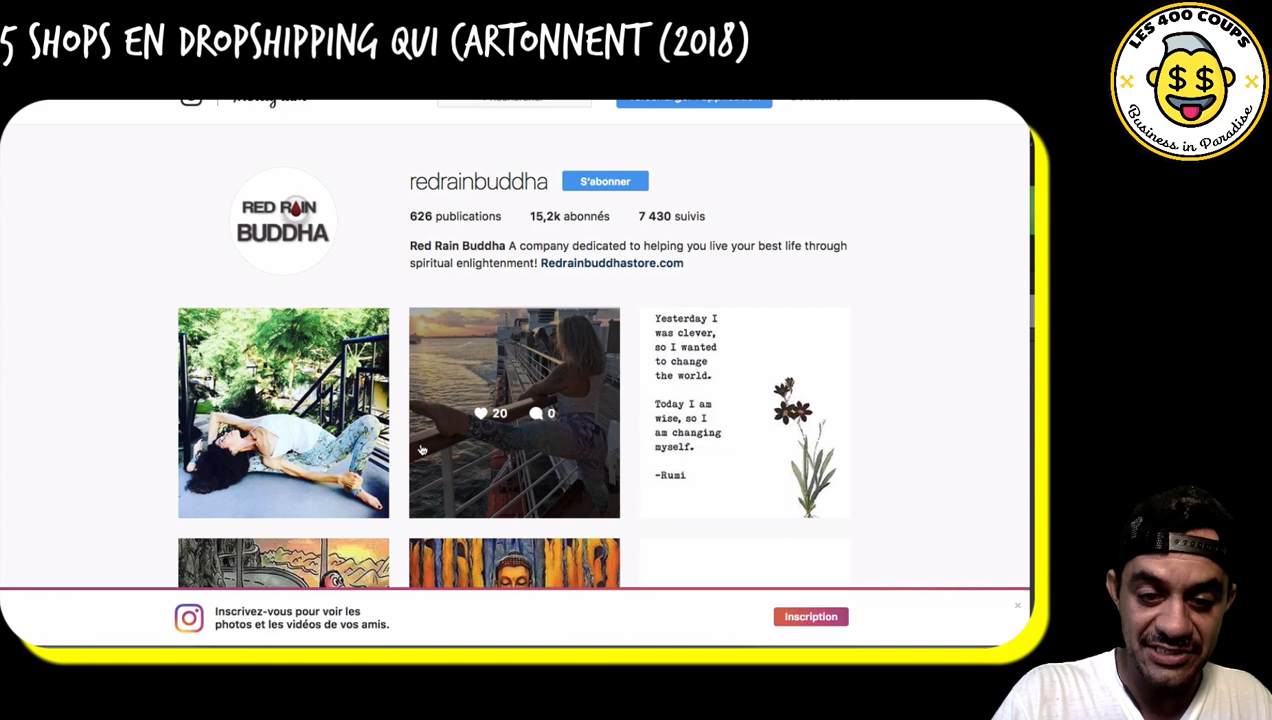 5 SHOPS EN DROPSHIPPING QUI CARTONNENT (2018)
LES 400 COUPS
$ $
Business in Paradise
redrainbuddha S'abonner
626 publications 15,2k abonnés 7 430 suivis
RED RAIN
BUDDHA
Red Rain Buddha A company dedicated to helping you live your best life through
spiritual enlightenment! Redrainbuddhastore.com
20 0
Yesterday I
was clever,
so I wanted
to change
the world.
Today I am
wise, so I
am changing
myself.
-Rumi
Inscrivez-vous pour voir les
photos et les vidéos de vos amis.
Inscription